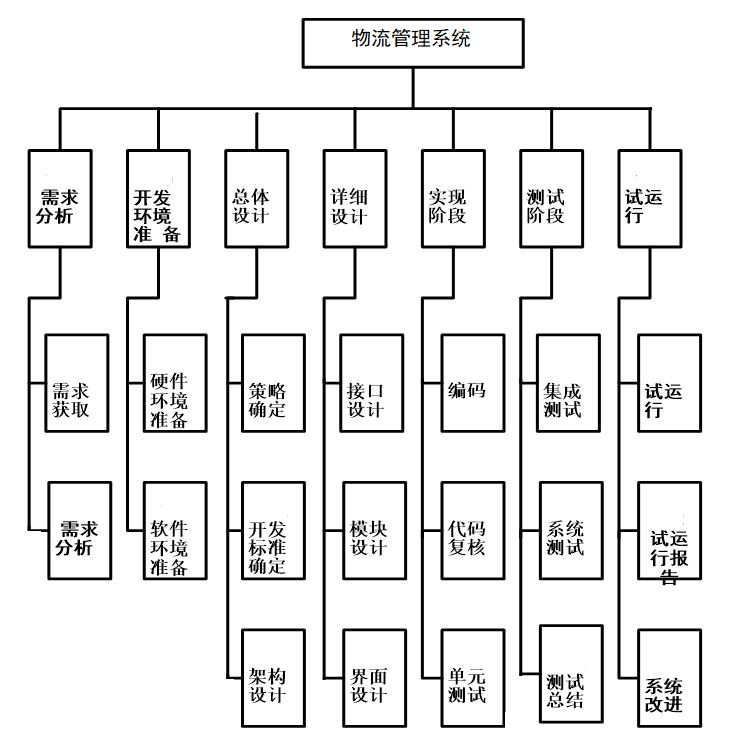 物流管理系统
需求
分析
开发
环境
准 备
总体
设计
详细
设计
实现
阶段
测试
阶段
试运
行
需求
获取
硬件
环境
准备
策略
确定
接口
设计
编码
集成
测试
试运
行
需求
分析
软件
环境
准备
开发
标准
确定
模块
设计
代码
复核
系统
测试
试运
行报
告
架构
设计
界面
设计
单元
测试
测试
总结
系统
改进